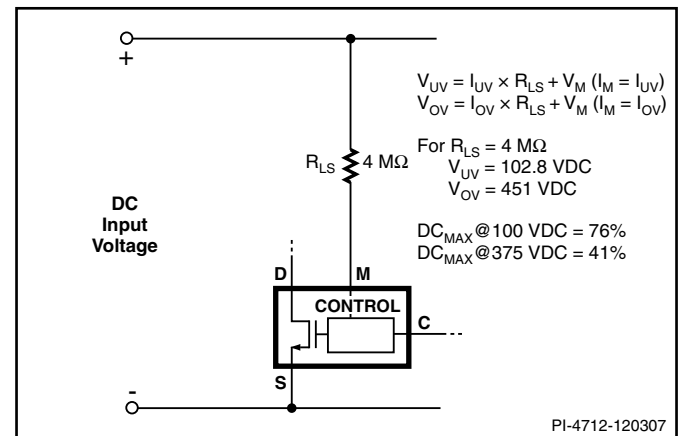 +
V_UV = I_UV × R_LS + V_M (I_M = I_UV)
V_OV = I_OV × R_LS + V_M (I_M = I_OV)
For R_LS = 4 MΩ
V_UV = 102.8 VDC
V_OV = 451 VDC
DC_MAX@100 VDC = 76%
DC_MAX@375 VDC = 41%
R_LS 4 MΩ
DC
Input
Voltage
D M
CONTROL
C
S
-
PI-4712-120307